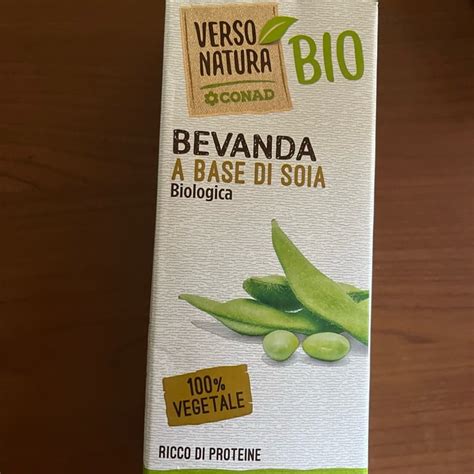 VERSO
NATURA
CONAD
BIO
BEVANDA
A BASE DI SOIA
Biologica
100%
VEGETALE
RICCO DI PROTEINE